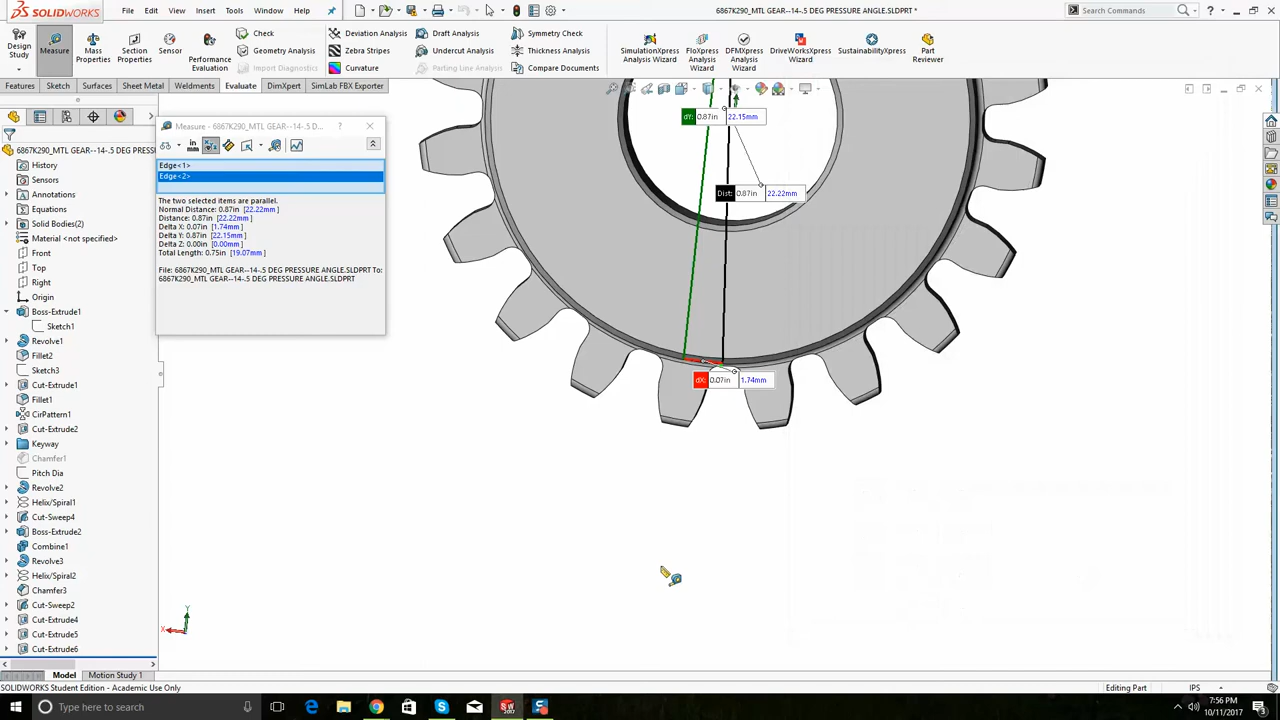 SOLIDWORKS
File Edit View Insert Tools Window Help
6867K290_MTL GEAR--14-.5 DEG PRESSURE ANGLE.SLDPRT *
Search Commands
Design Study
Measure
Mass Properties
Section Properties
Sensor
Performance Evaluation
Check
Geometry Analysis
Import Diagnostics
Deviation Analysis
Zebra Stripes
Curvature
Draft Analysis
Undercut Analysis
Parting Line Analysis
Symmetry Check
Thickness Analysis
Compare Documents
SimulationXpress Analysis Wizard
FloXpress Analysis Wizard
DFMXpress Analysis Wizard
DriveWorksXpress Wizard
SustainabilityXpress
Part Reviewer
Features Sketch Surfaces Sheet Metal Weldments Evaluate DimXpert SimLab FBX Exporter
6867K290_MTL GEAR--14-.5 DEG PRESSU
History
Sensors
Annotations
Equations
Solid Bodies(2)
Material <not specified>
Front
Top
Right
Origin
Boss-Extrude1
Sketch1
Revolve1
Fillet2
Sketch3
Cut-Extrude1
Fillet1
CirPattern1
Cut-Extrude2
Keyway
Chamfer1
Pitch Dia
Revolve2
Helix/Spiral1
Cut-Sweep4
Boss-Extrude2
Combine1
Revolve3
Helix/Spiral2
Chamfer3
Cut-Sweep2
Cut-Extrude4
Cut-Extrude5
Cut-Extrude6
Measure - 6867K290_MTL GEAR--14-.5 D...
Edge<1>
Edge<2>
The two selected items are parallel.
Normal Distance: 0.87in [22.22mm]
Distance: 0.87in [22.22mm]
Delta X: 0.07in [1.74mm]
Delta Y: 0.87in [22.15mm]
Delta Z: 0.00in [0.00mm]
Total Length: 0.75in [19.07mm]
File: 6867K290_MTL GEAR--14-.5 DEG PRESSURE ANGLE.SLDPRT To:
6867K290_MTL GEAR--14-.5 DEG PRESSURE ANGLE.SLDPRT
dY: 0.87in 22.15mm
Dist: 0.87in 22.22mm
dX: 0.07in 1.74mm
Y
X
Model Motion Study 1
SOLIDWORKS Student Edition - Academic Use Only
Editing Part
IPS
Type here to search
7:56 PM
10/11/2017